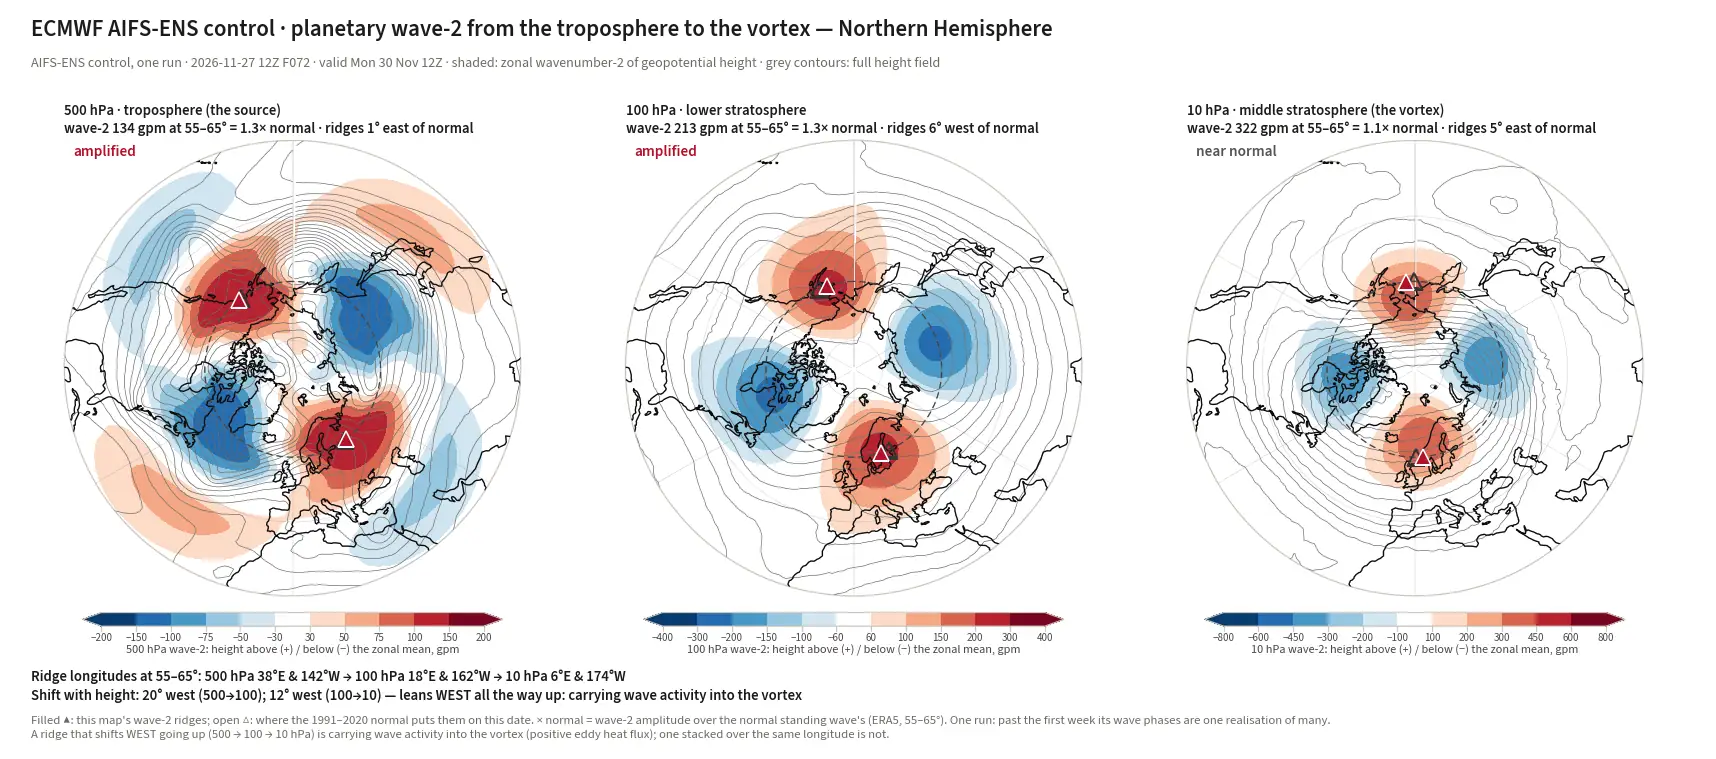 ECMWF AIFS-ENS control · planetary wave-2 from the troposphere to the vortex — Northern Hemisphere
AIFS-ENS control, one run · 2026-11-27 12Z F072 · valid Mon 30 Nov 12Z · shaded: zonal wavenumber-2 of geopotential height · grey contours: full height field
500 hPa · troposphere (the source)
wave-2 134 gpm at 55–65° = 1.3× normal · ridges 1° east of normal
amplified
100 hPa · lower stratosphere
wave-2 213 gpm at 55–65° = 1.3× normal · ridges 6° west of normal
amplified
10 hPa · middle stratosphere (the vortex)
wave-2 322 gpm at 55–65° = 1.1× normal · ridges 5° east of normal
near normal
−200 −150 −100 −75 −50 −30 30 50 75 100 150 200
500 hPa wave-2: height above (+) / below (−) the zonal mean, gpm
−400 −300 −200 −150 −100 −60 60 100 150 200 300 400
100 hPa wave-2: height above (+) / below (−) the zonal mean, gpm
−800 −600 −450 −300 −200 −100 100 200 300 450 600 800
10 hPa wave-2: height above (+) / below (−) the zonal mean, gpm
Ridge longitudes at 55–65°: 500 hPa 38°E & 142°W → 100 hPa 18°E & 162°W → 10 hPa 6°E & 174°W
Shift with height: 20° west (500→100); 12° west (100→10) — leans WEST all the way up: carrying wave activity into the vortex
Filled ▲: this map's wave-2 ridges; open △: where the 1991–2020 normal puts them on this date. × normal = wave-2 amplitude over the normal standing wave's (ERA5, 55–65°). One run: past the first week its wave phases are one realisation of many.
A ridge that shifts WEST going up (500 → 100 → 10 hPa) is carrying wave activity into the vortex (positive eddy heat flux); one stacked over the same longitude is not.